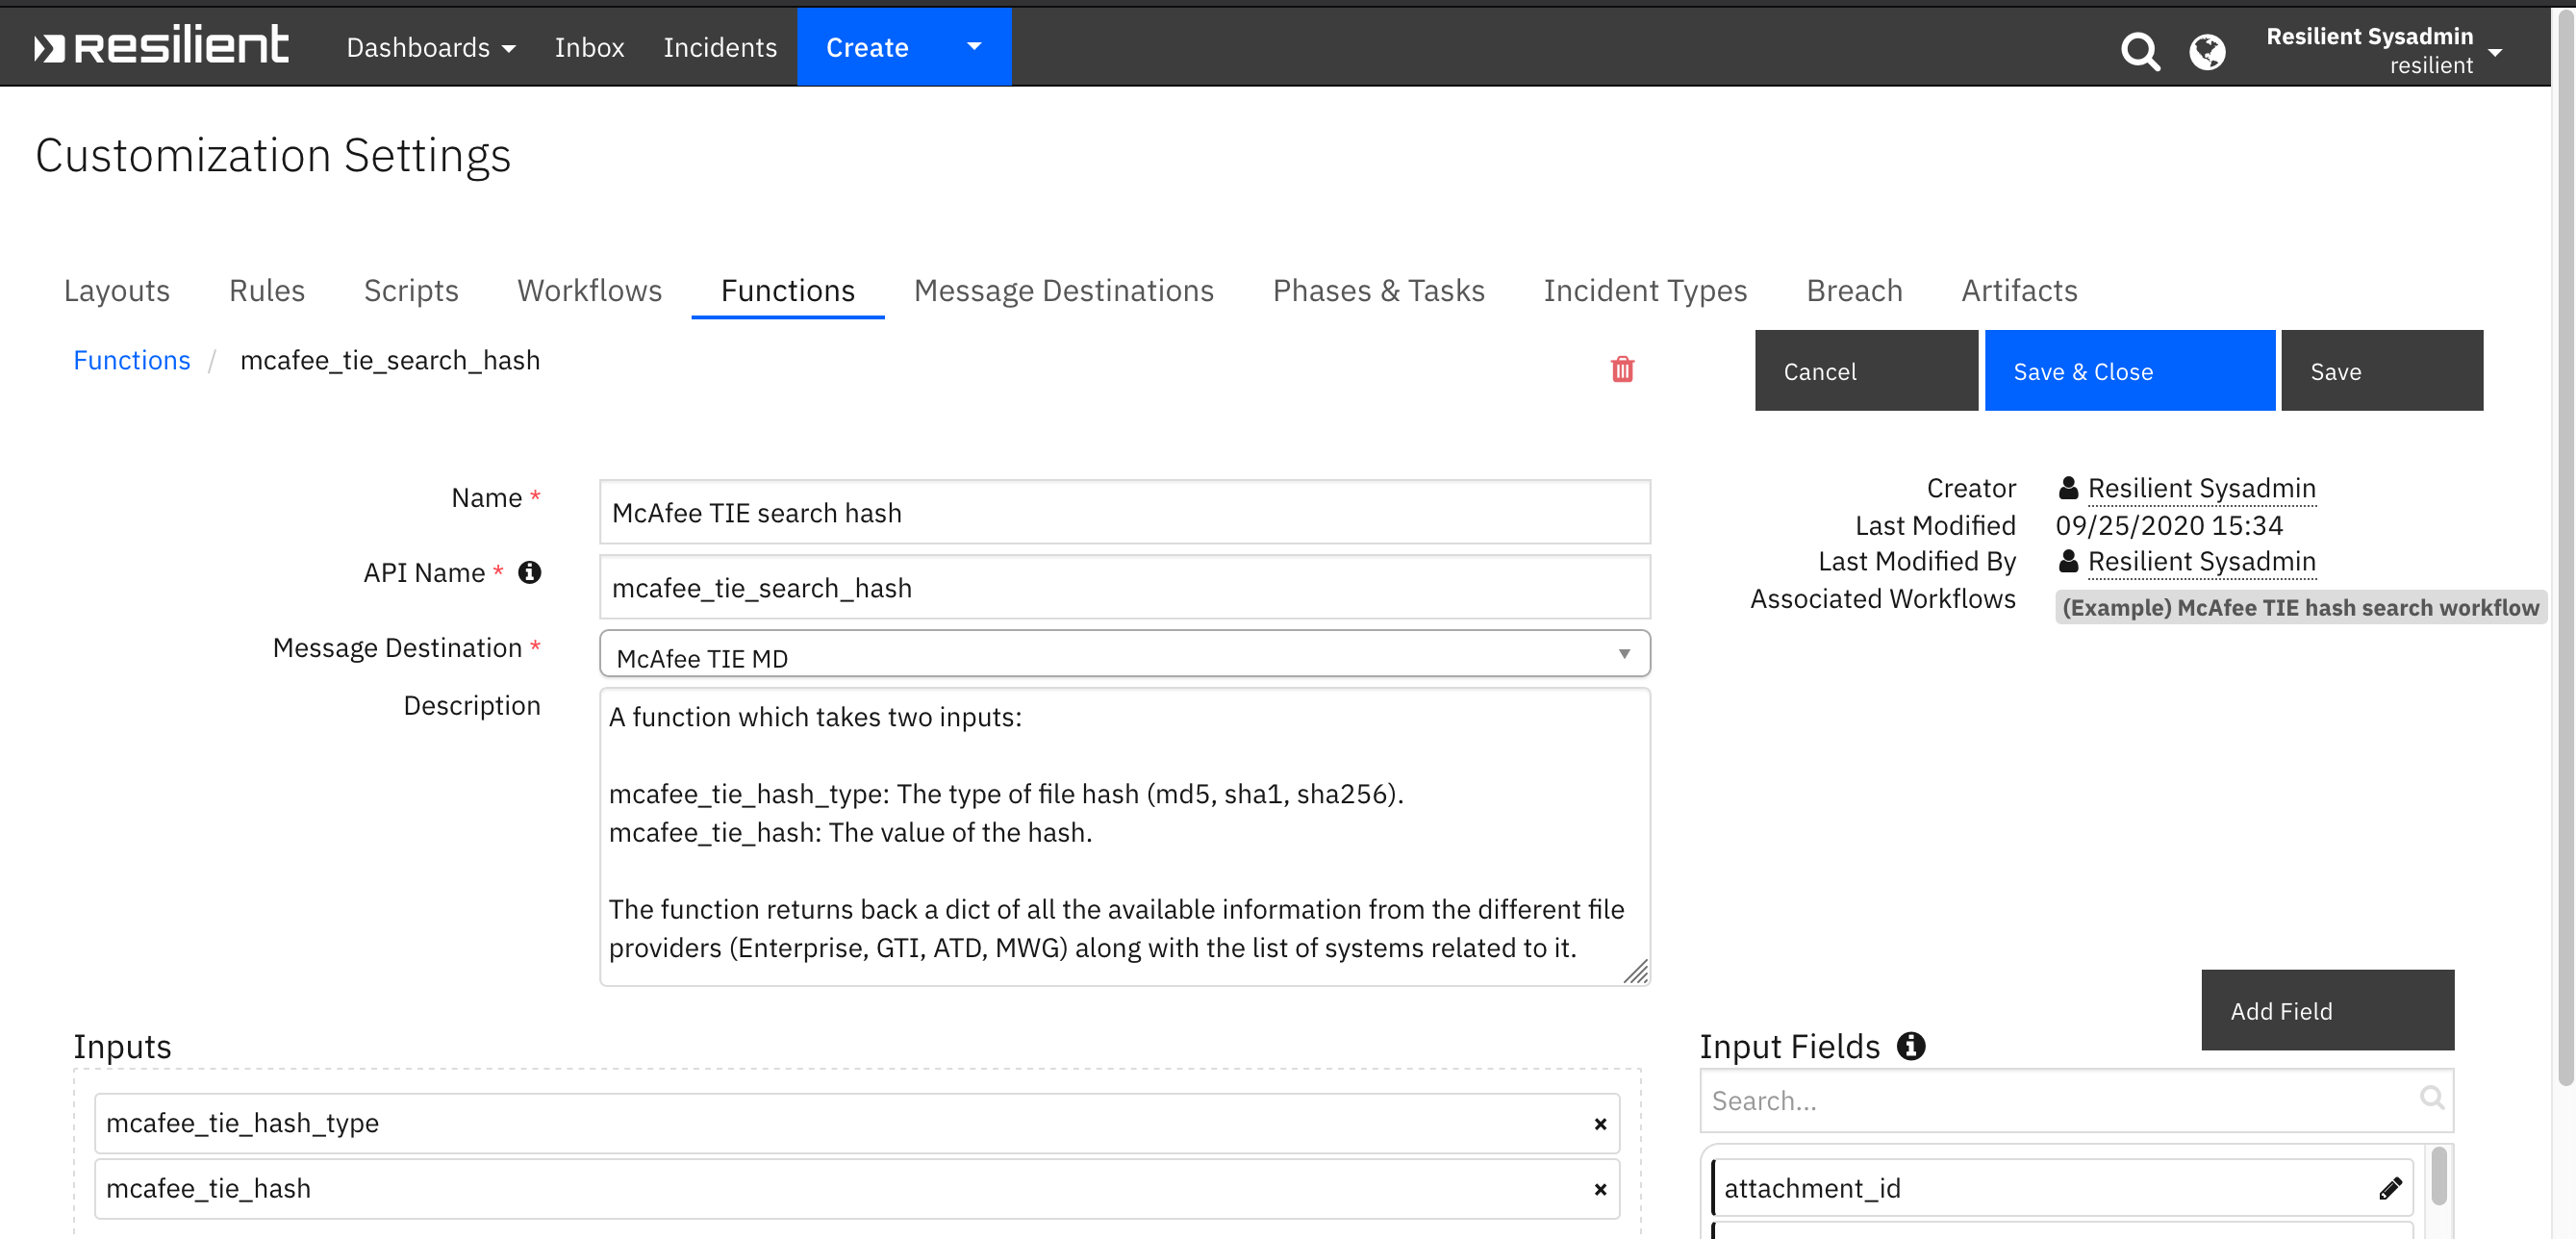 resilient Dashboards Inbox Incidents Create Resilient Sysadmin
resilient
Customization Settings
Layouts Rules Scripts Workflows Functions Message Destinations Phases & Tasks Incident Types Breach Artifacts
Functions / mcafee_tie_search_hash Cancel Save & Close Save
Name * McAfee TIE search hash
API Name * mcafee_tie_search_hash
Message Destination * McAfee TIE MD
Description A function which takes two inputs:
mcafee_tie_hash_type: The type of file hash (md5, sha1, sha256).
mcafee_tie_hash: The value of the hash.
The function returns back a dict of all the available information from the different file
providers (Enterprise, GTI, ATD, MWG) along with the list of systems related to it.
Creator Resilient Sysadmin
Last Modified 09/25/2020 15:34
Last Modified By Resilient Sysadmin
Associated Workflows (Example) McAfee TIE hash search workflow
Inputs
mcafee_tie_hash_type
mcafee_tie_hash
Add Field
Input Fields
Search...
attachment_id